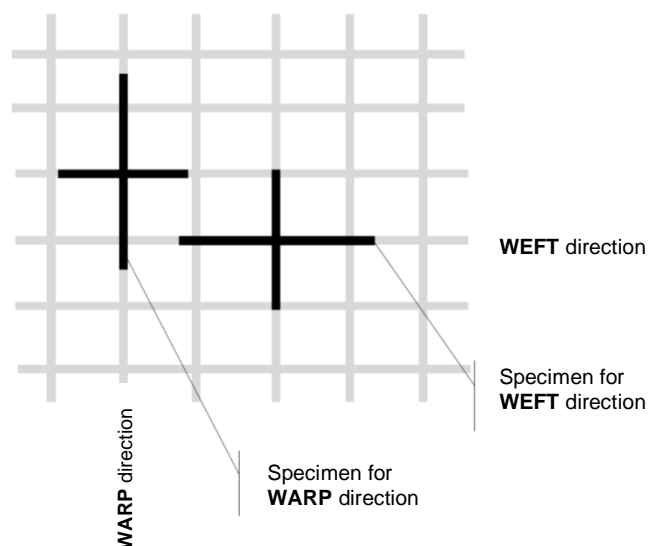 WEFT direction
Specimen for
WEFT direction
Specimen for
WARP direction
WARP direction